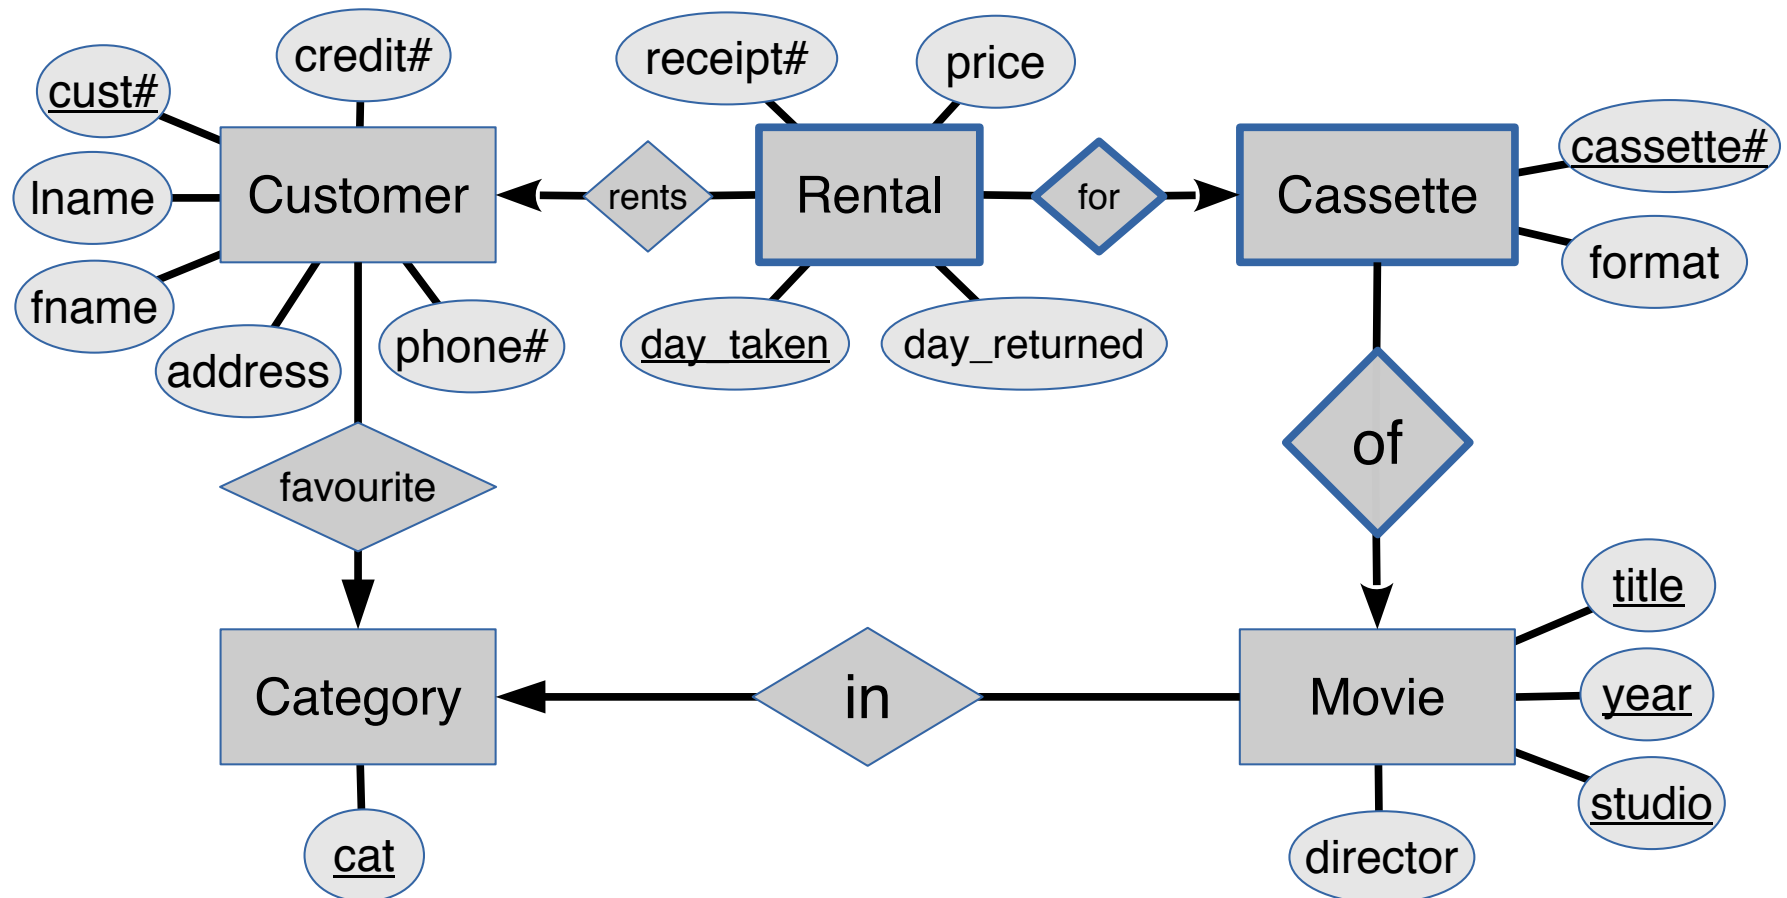 credit#
receipt#
price
cust#
cassette#
lname
Customer
rents
Rental
for
Cassette
format
fname
address
phone#
day_taken
day_returned
of
favourite
title
Category
in
Movie
year
studio
cat
director